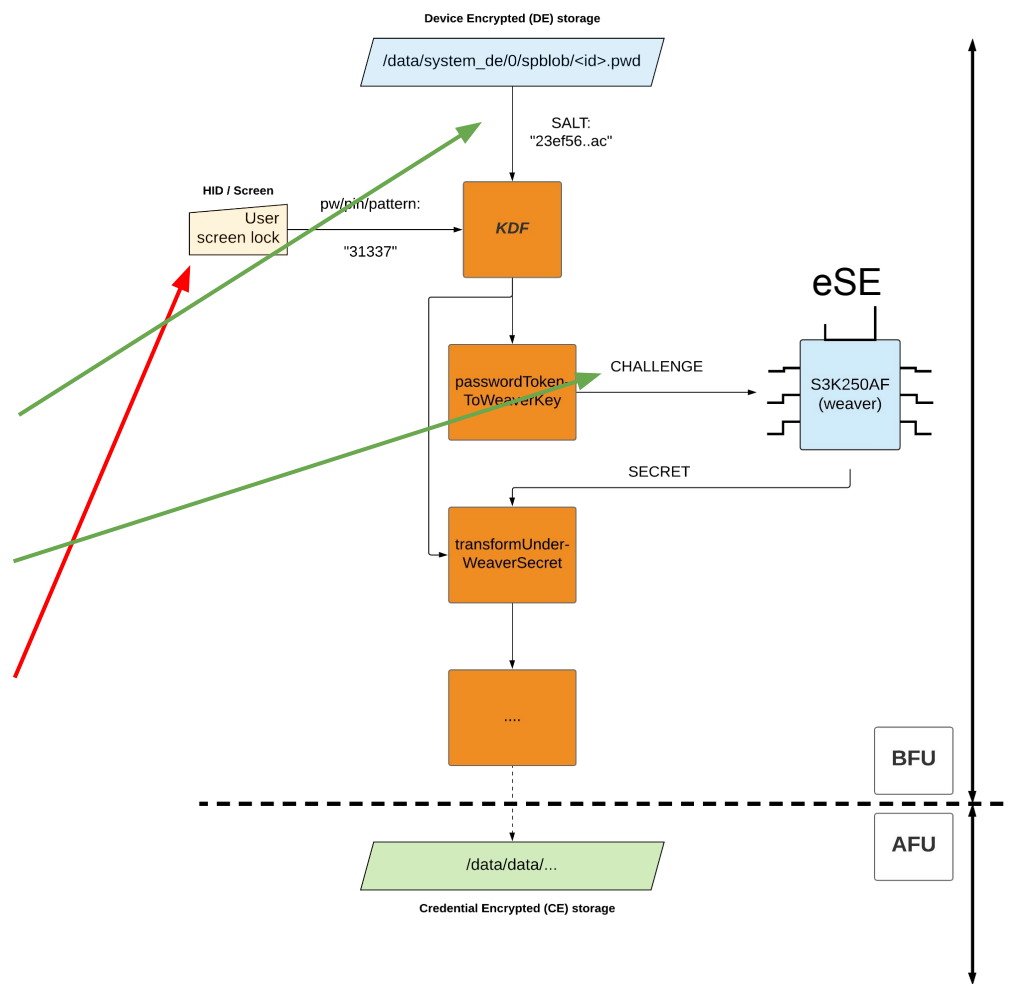 Device Encrypted (DE) storage
/data/system_de/0/spblob/<id>.pwd
SALT:
"23ef56..ac"
HID / Screen
User
screen lock
pw/pin/pattern:
"31337"
KDF
eSE
passwordToken-
ToWeaverKey
CHALLENGE
S3K250AF
(weaver)
SECRET
transformUnder-
WeaverSecret
....
BFU
AFU
/data/data/...
Credential Encrypted (CE) storage